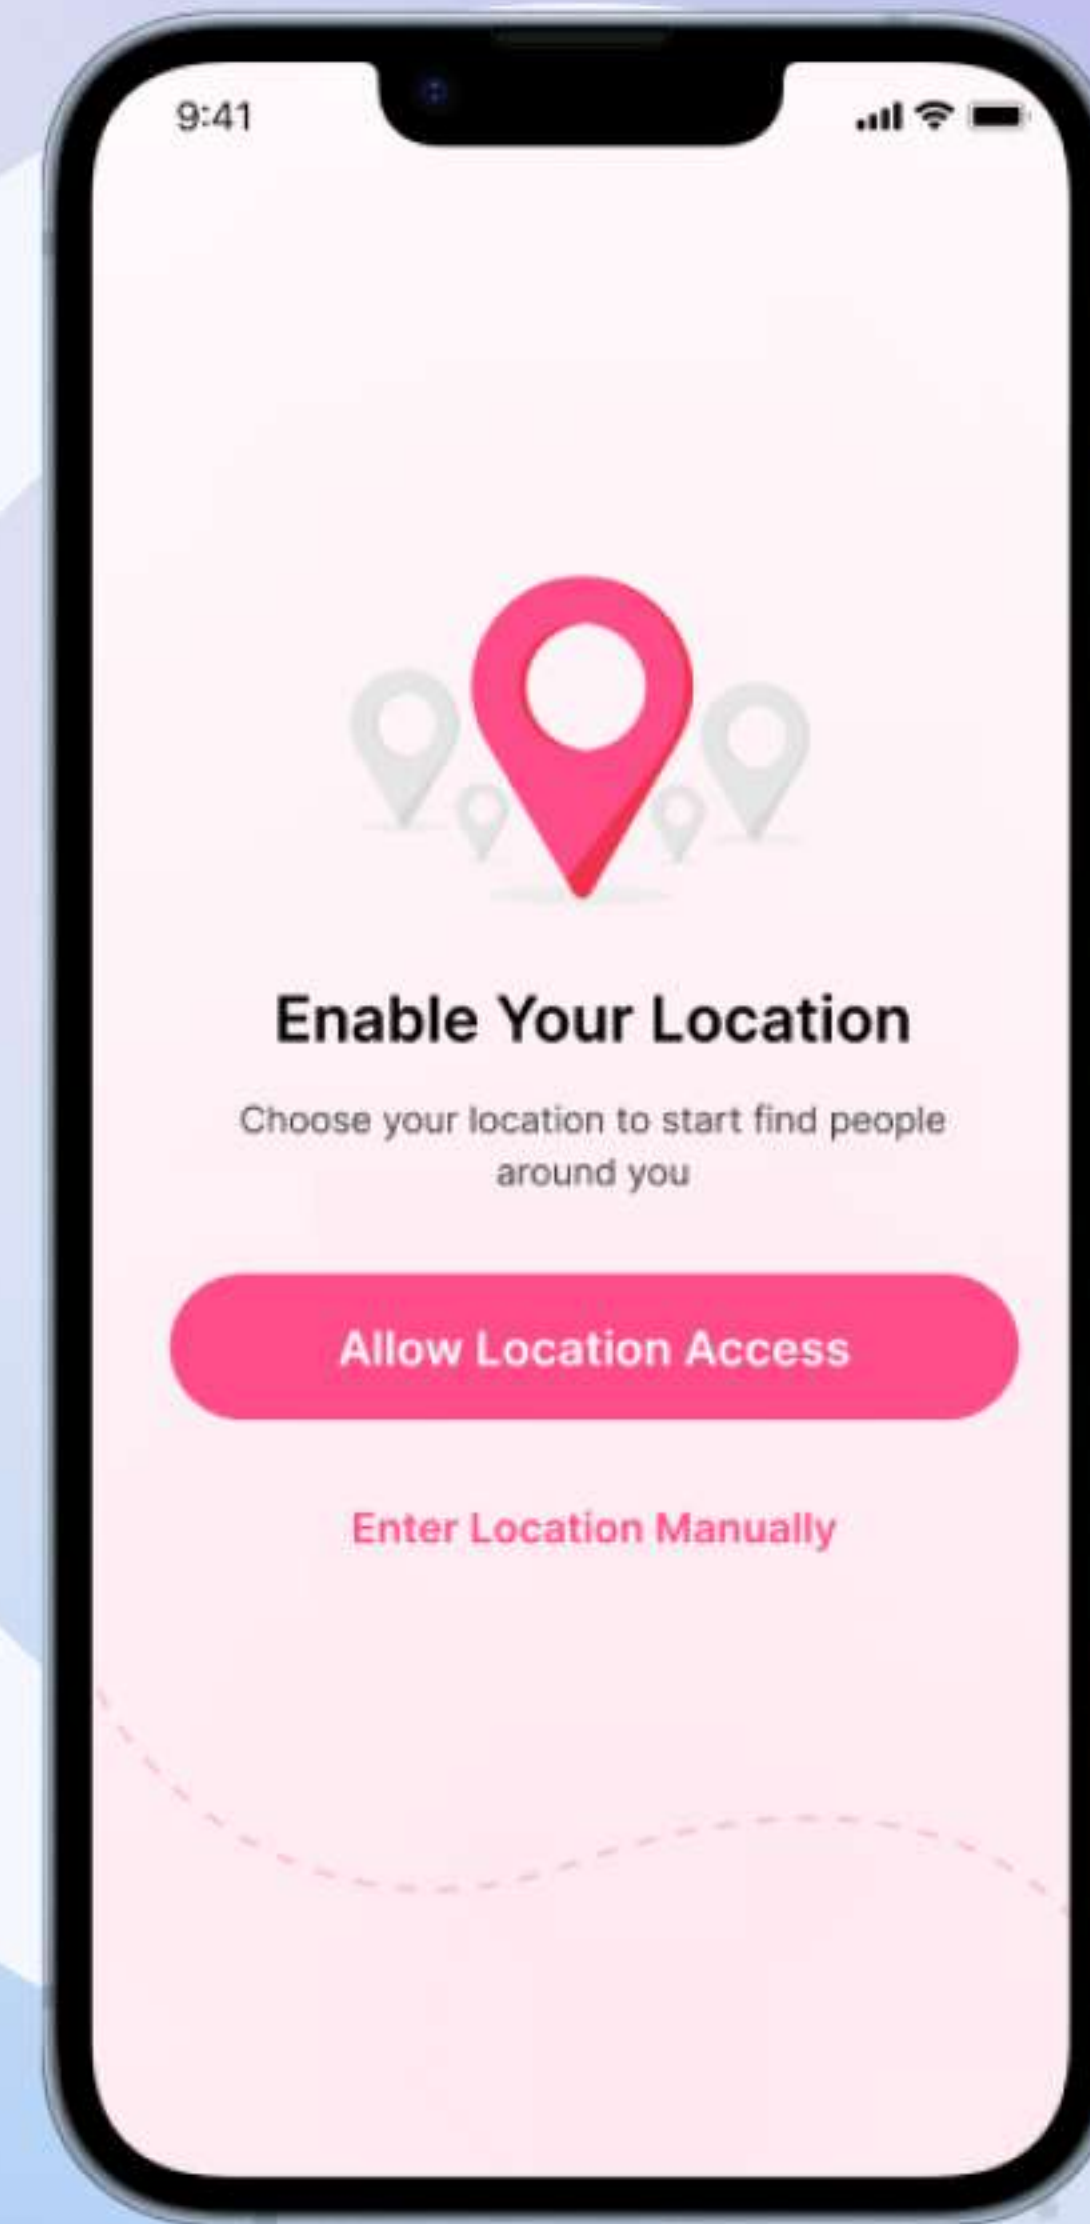 9:41
Enable Your Location
Choose your location to start find people
around you
Allow Location Access
Enter Location Manually